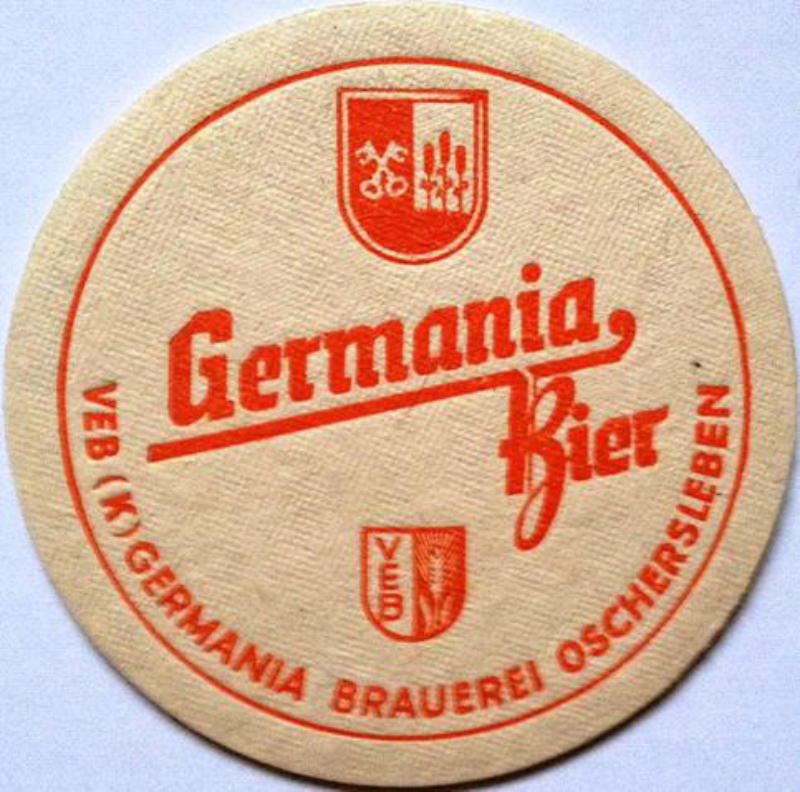 Germania
Bier
VEB
VEB (K) GERMANIA BRAUEREI OSCHERSLEBEN